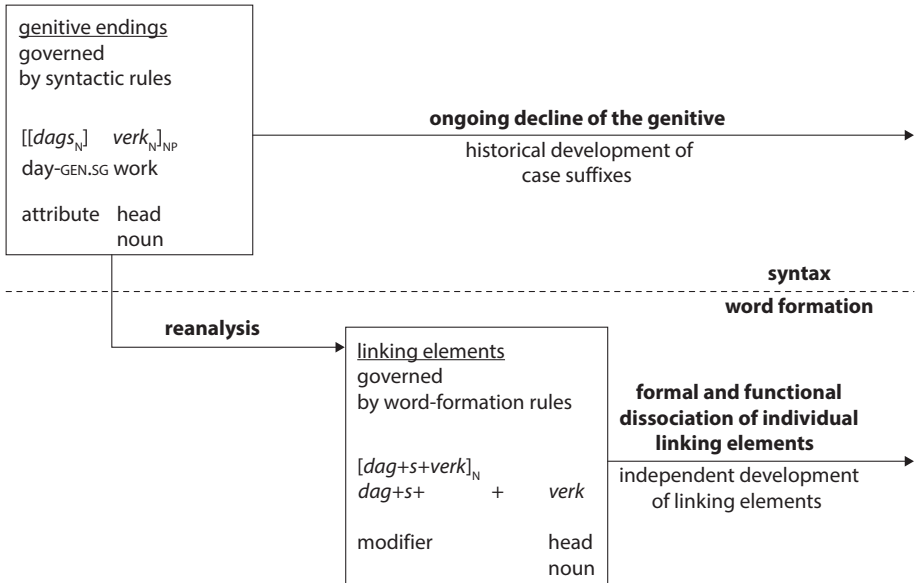 genitive endings
governed
by syntactic rules
[[dagsN] verkN]NP
day-GEN.SG work
attribute head
noun
ongoing decline of the genitive
historical development of
case suffixes
syntax
word formation
reanalysis
linking elements
governed
by word-formation rules
[dag+s+verk]N
dag+s+ + verk
modifier head
noun
formal and functional
dissociation of individual
linking elements
independent development
of linking elements